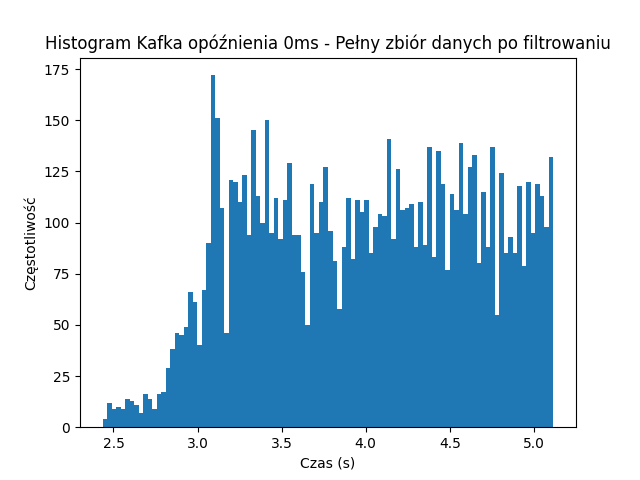 Histogram Kafka opóźnienia 0ms - Pełny zbiór danych po filtrowaniu
175
150
125
100
75
50
25
0
Częstotliwość
2.5 3.0 3.5 4.0 4.5 5.0
Czas (s)